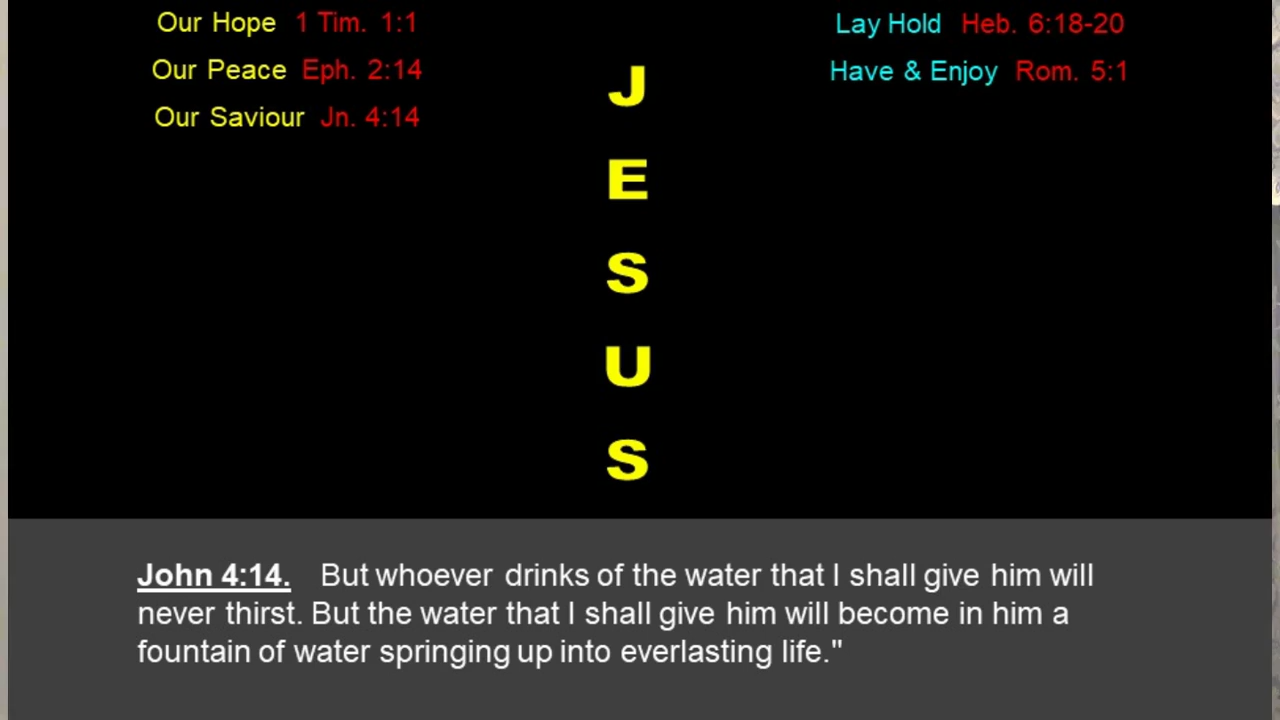 Our Hope 1 Tim. 1:1
Our Peace Eph. 2:14
Our Saviour Jn. 4:14
J
E
S
U
S
Lay Hold Heb. 6:18-20
Have & Enjoy Rom. 5:1
John 4:14. But whoever drinks of the water that I shall give him will
never thirst. But the water that I shall give him will become in him a
fountain of water springing up into everlasting life."